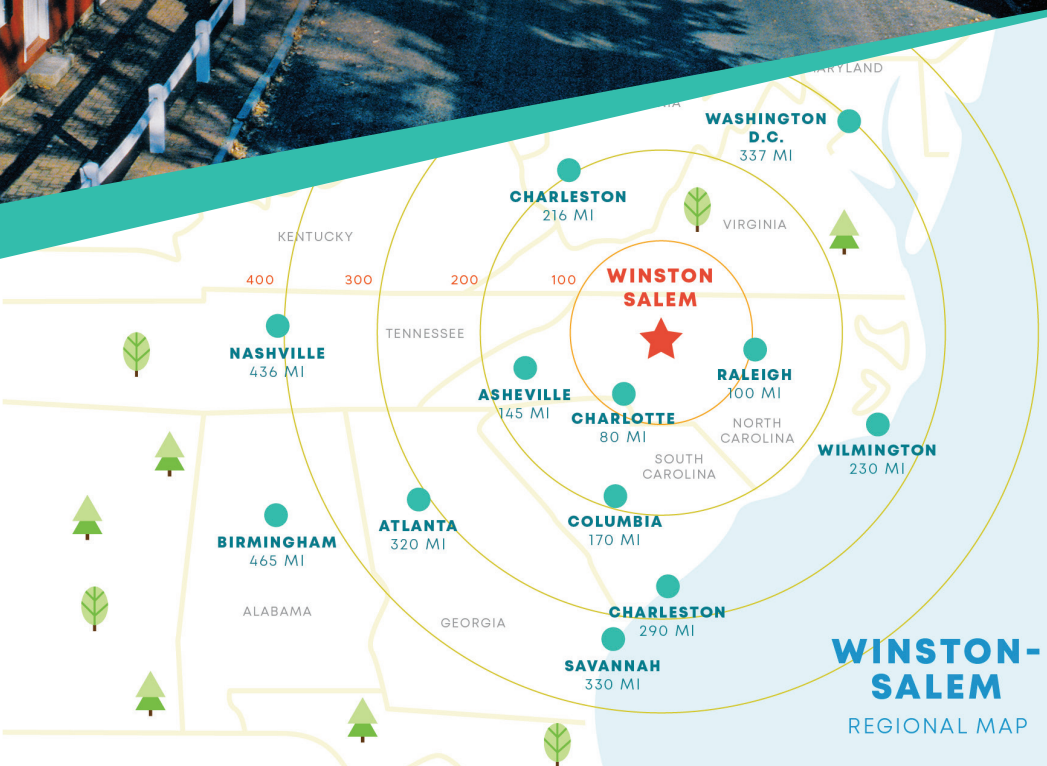 WASHINGTON
D.C.
337 MI
CHARLESTON
216 MI
VIRGINIA
KENTUCKY
400
300
200
100
WINSTON
SALEM
TENNESSEE
NASHVILLE
436 MI
ASHEVILLE
145 MI
CHARLOTTE
80 MI
RALEIGH
100 MI
NORTH
CAROLINA
WILMINGTON
230 MI
SOUTH
CAROLINA
ATLANTA
320 MI
COLUMBIA
170 MI
BIRMINGHAM
465 MI
ALABAMA
GEORGIA
CHARLESTON
290 MI
SAVANNAH
330 MI
WINSTON-
SALEM
REGIONAL MAP